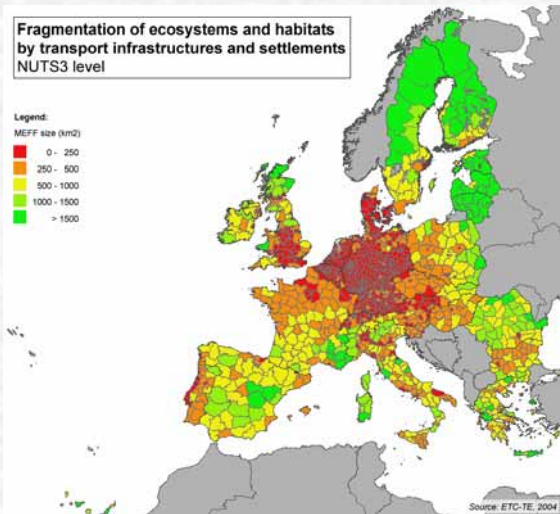 Fragmentation of ecosystems and habitats
by transport infrastructures and settlements
NUTS3 level
Legend:
MEFF size (km2)
0 - 250
250 - 500
500-1000
1000 - 1500
> 1500
Source: ETC-TE, 2004